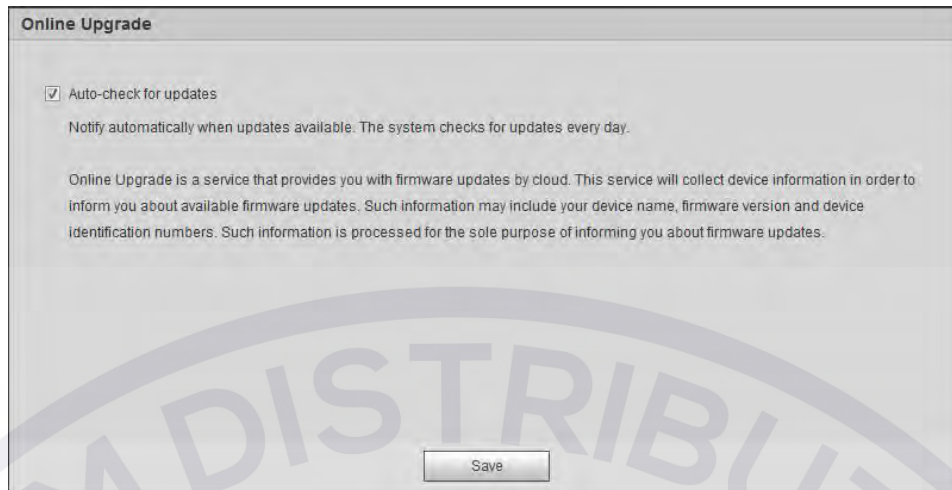 Online Upgrade
Auto-check for updates
Notify automatically when updates available. The system checks for updates every day.
Online Upgrade is a service that provides you with firmware updates by cloud. This service will collect device information in order to
inform you about available firmware updates. Such information may include your device name, firmware version and device
identification numbers. Such information is processed for the sole purpose of informing you about firmware updates.
Save